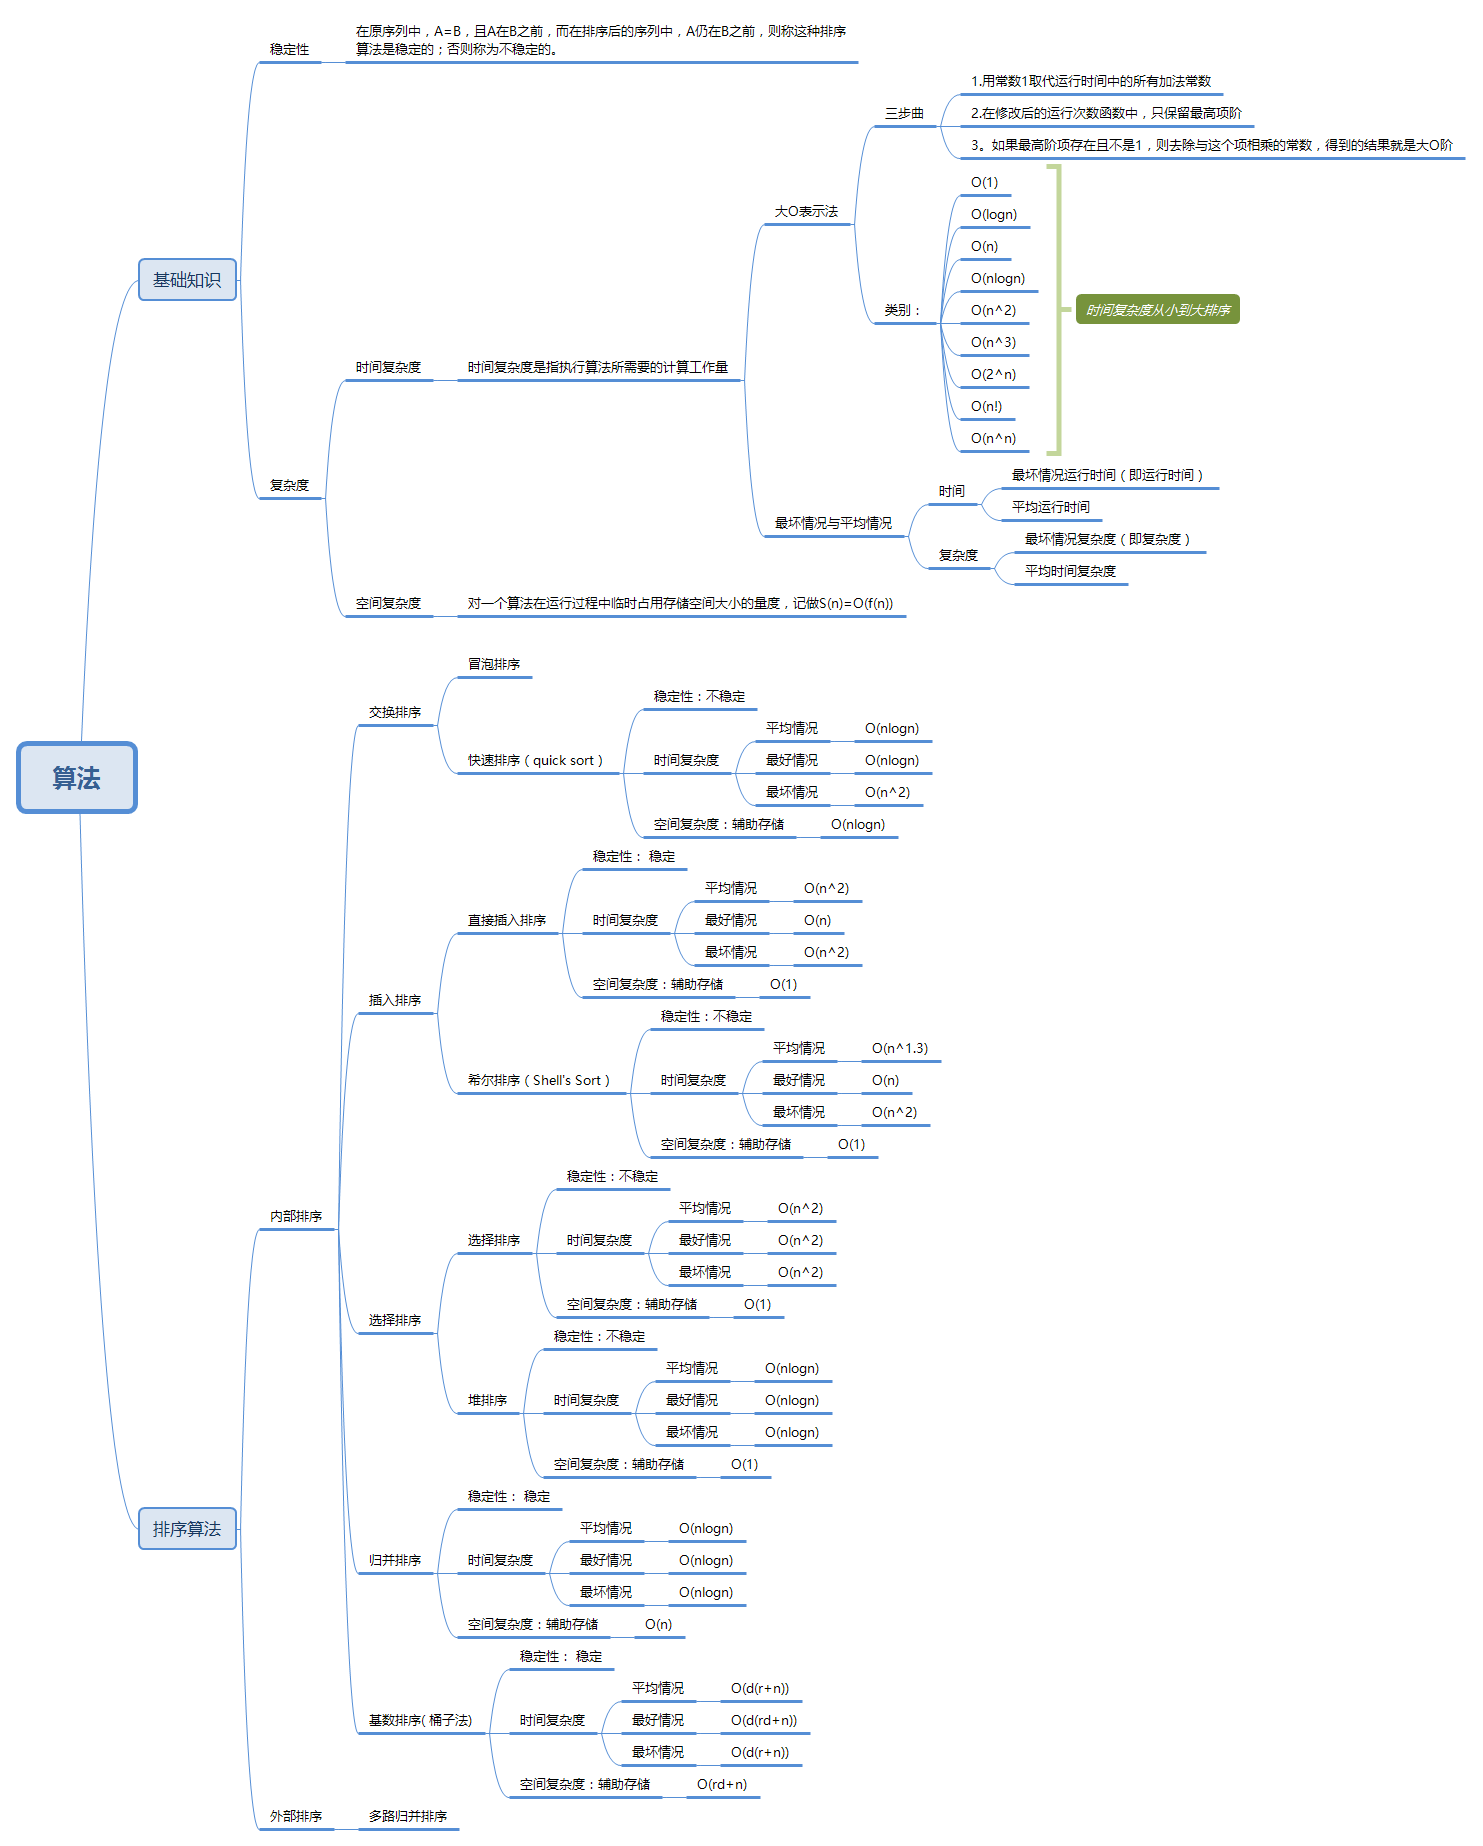 算法
基础知识
稳定性
在原序列中，A=B，且A在B之前，而在排序后的序列中，A仍在B之前，则称这种排序
算法是稳定的；否则称为不稳定的。
复杂度
时间复杂度
时间复杂度是指执行算法所需要的计算工作量
大O表示法
三步曲
1.用常数1取代运行时间中的所有加法常数
2.在修改后的运行次数函数中，只保留最高项阶
3。如果最高阶项存在且不是1，则去除与这个项相乘的常数，得到的结果就是大O阶
类别：
O(1)
O(logn)
O(n)
O(nlogn)
O(n^2)
O(n^3)
O(2^n)
O(n!)
O(n^n)
时间复杂度从小到大排序
最坏情况与平均情况
时间
最坏情况运行时间（即运行时间）
平均运行时间
复杂度
最坏情况复杂度（即复杂度）
平均时间复杂度
空间复杂度
对一个算法在运行过程中临时占用存储空间大小的量度，记做S(n)=O(f(n))
排序算法
内部排序
交换排序
冒泡排序
快速排序（quick sort）
稳定性：不稳定
时间复杂度
平均情况
O(nlogn)
最好情况
O(nlogn)
最坏情况
O(n^2)
空间复杂度：辅助存储
O(nlogn)
插入排序
直接插入排序
稳定性： 稳定
时间复杂度
平均情况
O(n^2)
最好情况
O(n)
最坏情况
O(n^2)
空间复杂度：辅助存储
O(1)
希尔排序（Shell's Sort）
稳定性：不稳定
时间复杂度
平均情况
O(n^1.3)
最好情况
O(n)
最坏情况
O(n^2)
空间复杂度：辅助存储
O(1)
选择排序
选择排序
稳定性：不稳定
时间复杂度
平均情况
O(n^2)
最好情况
O(n^2)
最坏情况
O(n^2)
空间复杂度：辅助存储
O(1)
堆排序
稳定性：不稳定
时间复杂度
平均情况
O(nlogn)
最好情况
O(nlogn)
最坏情况
O(nlogn)
空间复杂度：辅助存储
O(1)
归并排序
稳定性： 稳定
时间复杂度
平均情况
O(nlogn)
最好情况
O(nlogn)
最坏情况
O(nlogn)
空间复杂度：辅助存储
O(n)
基数排序( 桶子法)
稳定性： 稳定
时间复杂度
平均情况
O(d(r+n))
最好情况
O(d(rd+n))
最坏情况
O(d(r+n))
空间复杂度：辅助存储
O(rd+n)
外部排序
多路归并排序